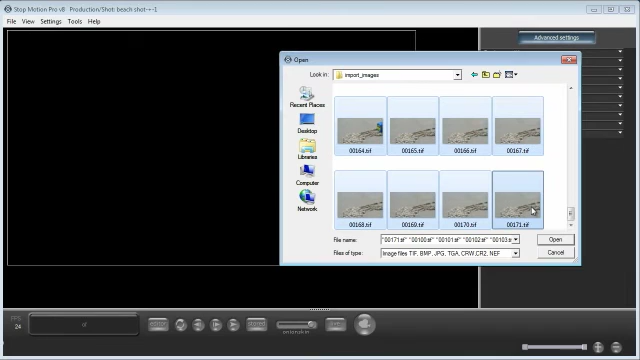 Stop Motion Pro v8   Production/Shot: beach shot--1
File View Settings Tools Help
Advanced settings
Open
Look in:
import_images
Recent Places
Desktop
Libraries
Computer
Network
00164.tif 00165.tif 00166.tif 00167.tif
00168.tif 00169.tif 00170.tif 00171.tif
File name:
"00171.tif" "00100.tif" "00101.tif" "00102.tif" "00103.ti
Open
Files of type:
Image files TIF, BMP, JPG, TGA, CRW,CR2, NEF
Cancel
FPS
24
of